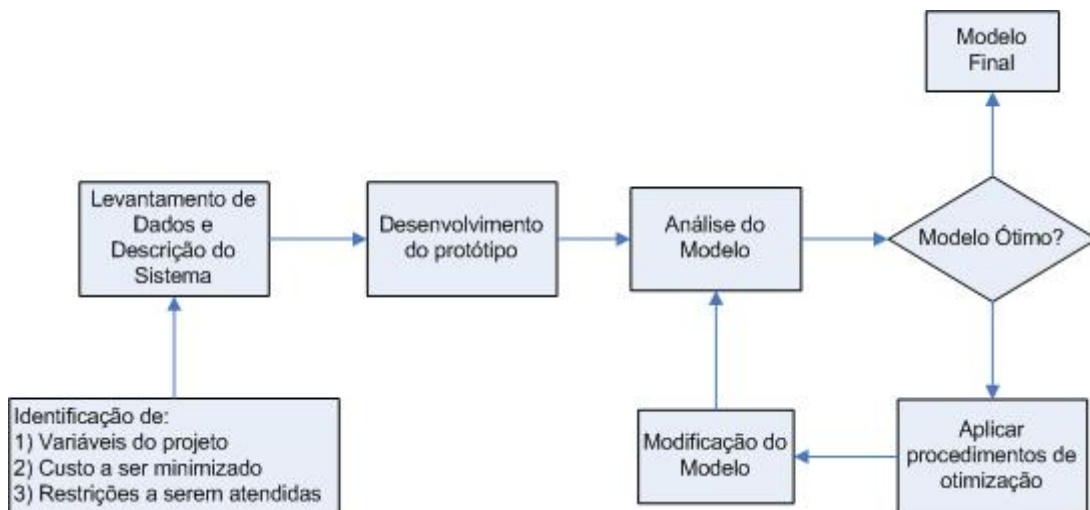 Identificação de:
1) Variáveis do projeto
2) Custo a ser minimizado
3) Restrições a serem atendidas
Levantamento de
Dados e
Descrição do
Sistema
Desenvolvimento
do protótipo
Análise do
Modelo
Modelo Ótimo?
Modelo
Final
Aplicar
procedimentos de
otimização
Modificação do
Modelo